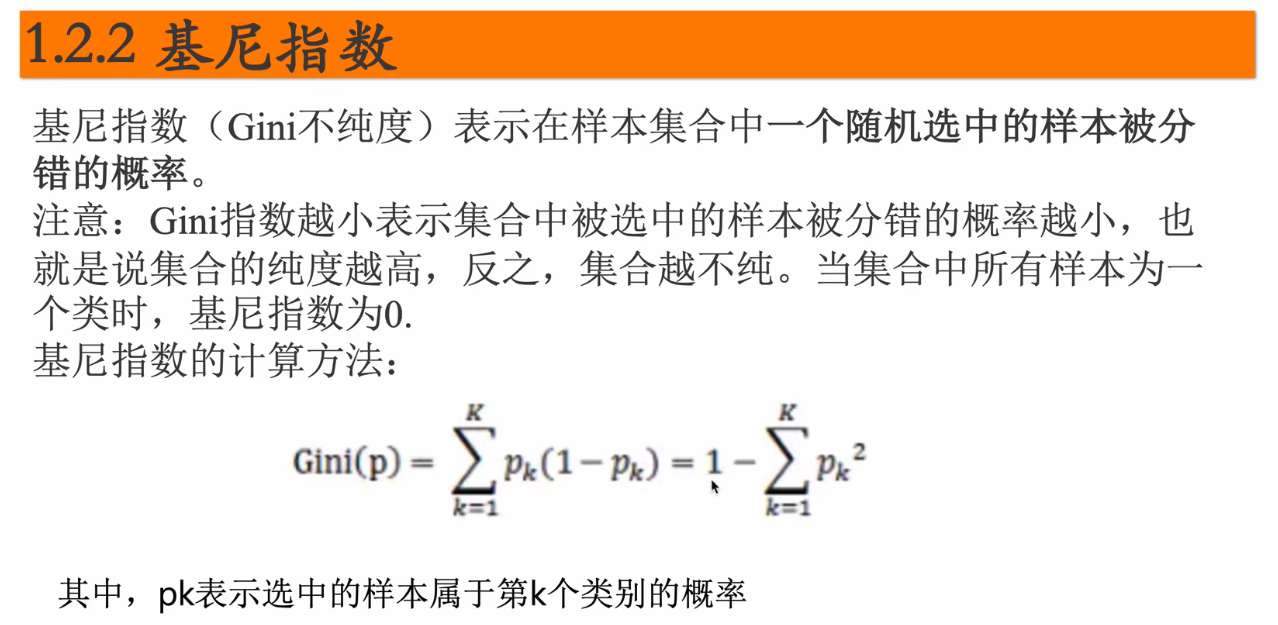 1.2.2 基尼指数
基尼指数（Gini不纯度）表示在样本集合中一个随机选中的样本被分
错的概率。
注意：Gini指数越小表示集合中被选中的样本被分错的概率越小，也
就是说集合的纯度越高，反之，集合越不纯。当集合中所有样本为一
个类时，基尼指数为0.
基尼指数的计算方法：
Gini(p) = ∑_{k=1}^{K} p_k(1 − p_k) = 1 − ∑_{k=1}^{K} p_k²
其中，pk表示选中的样本属于第k个类别的概率